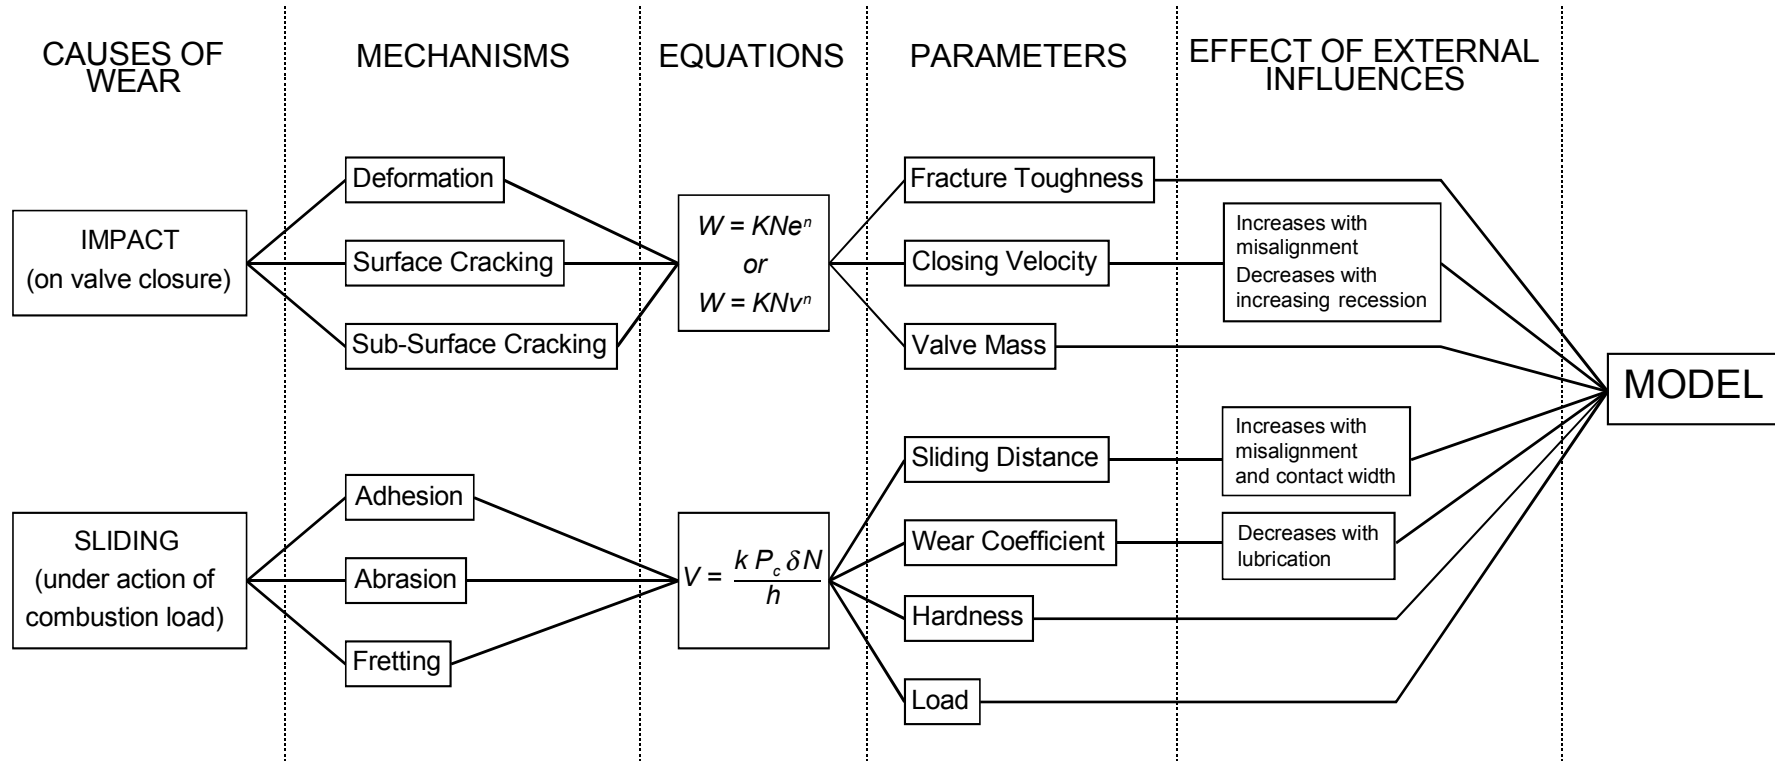 CAUSES OF
WEAR
MECHANISMS
EQUATIONS
PARAMETERS
EFFECT OF EXTERNAL
INFLUENCES
IMPACT
(on valve closure)
Deformation
Surface Cracking
Sub-Surface Cracking
W = KNeⁿ
or
W = KNvⁿ
Fracture Toughness
Closing Velocity
Valve Mass
Increases with
misalignment
Decreases with
increasing recession
MODEL
SLIDING
(under action of
combustion load)
Adhesion
Abrasion
Fretting
V = k P_c δN / h
Sliding Distance
Wear Coefficient
Hardness
Load
Increases with
misalignment
and contact width
Decreases with
lubrication